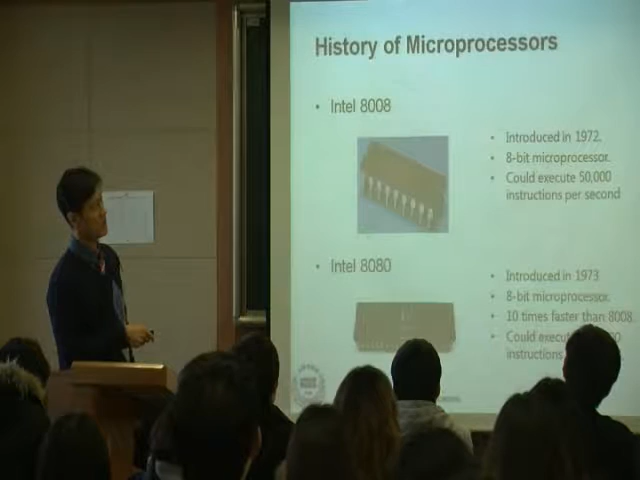 History of Microprocessors
• Intel 8008
• Introduced in 1972.
• 8-bit microprocessor.
• Could execute 50,000
instructions per second
• Intel 8080
• Introduced in 1973
• 8-bit microprocessor.
• 10 times faster than 8008
• Could
instructions